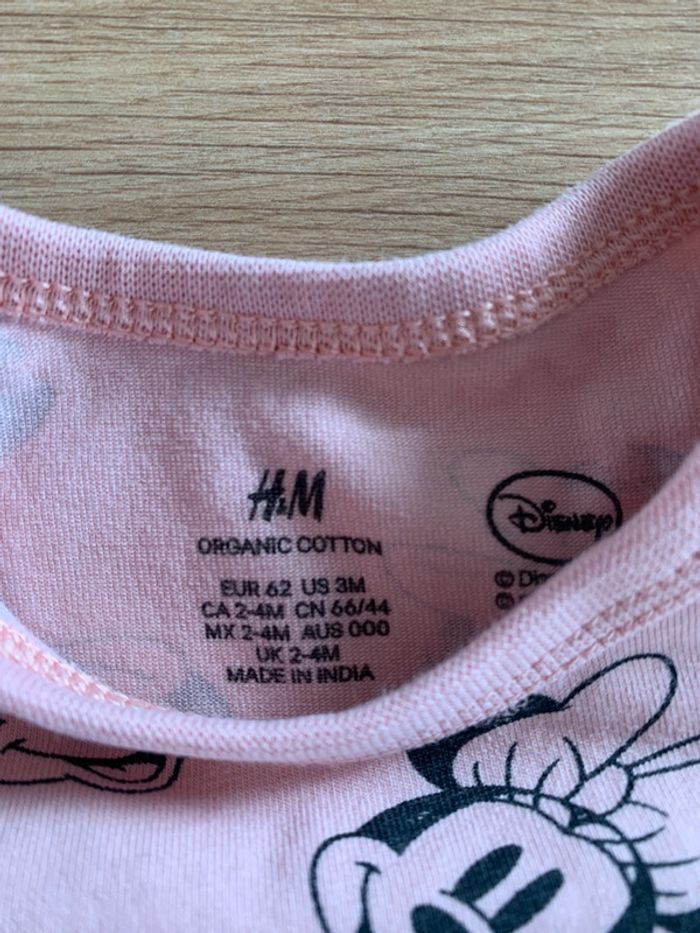 H&M
ORGANIC COTTON
EUR 62 US 3M
CA 2-4M CN 66/44
MX 2-4M AUS 000
UK 2-4M
MADE IN INDIA
Disney
©
©